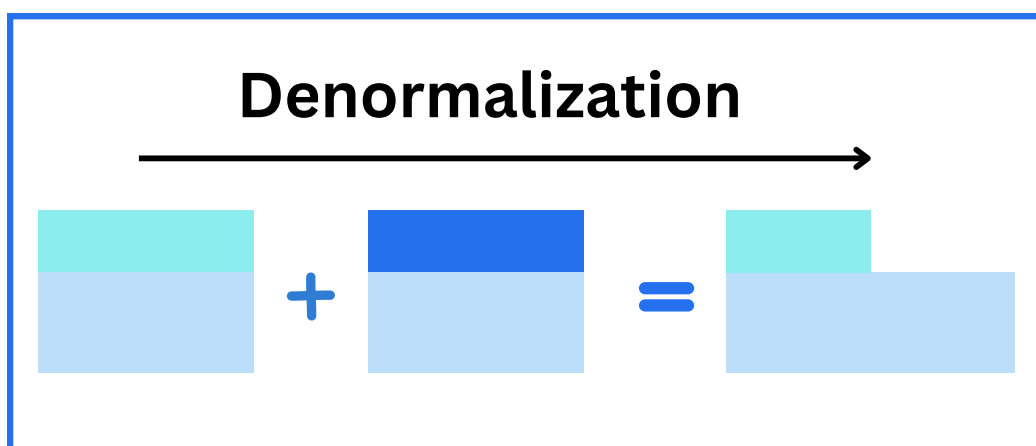 Denormalization
+ =